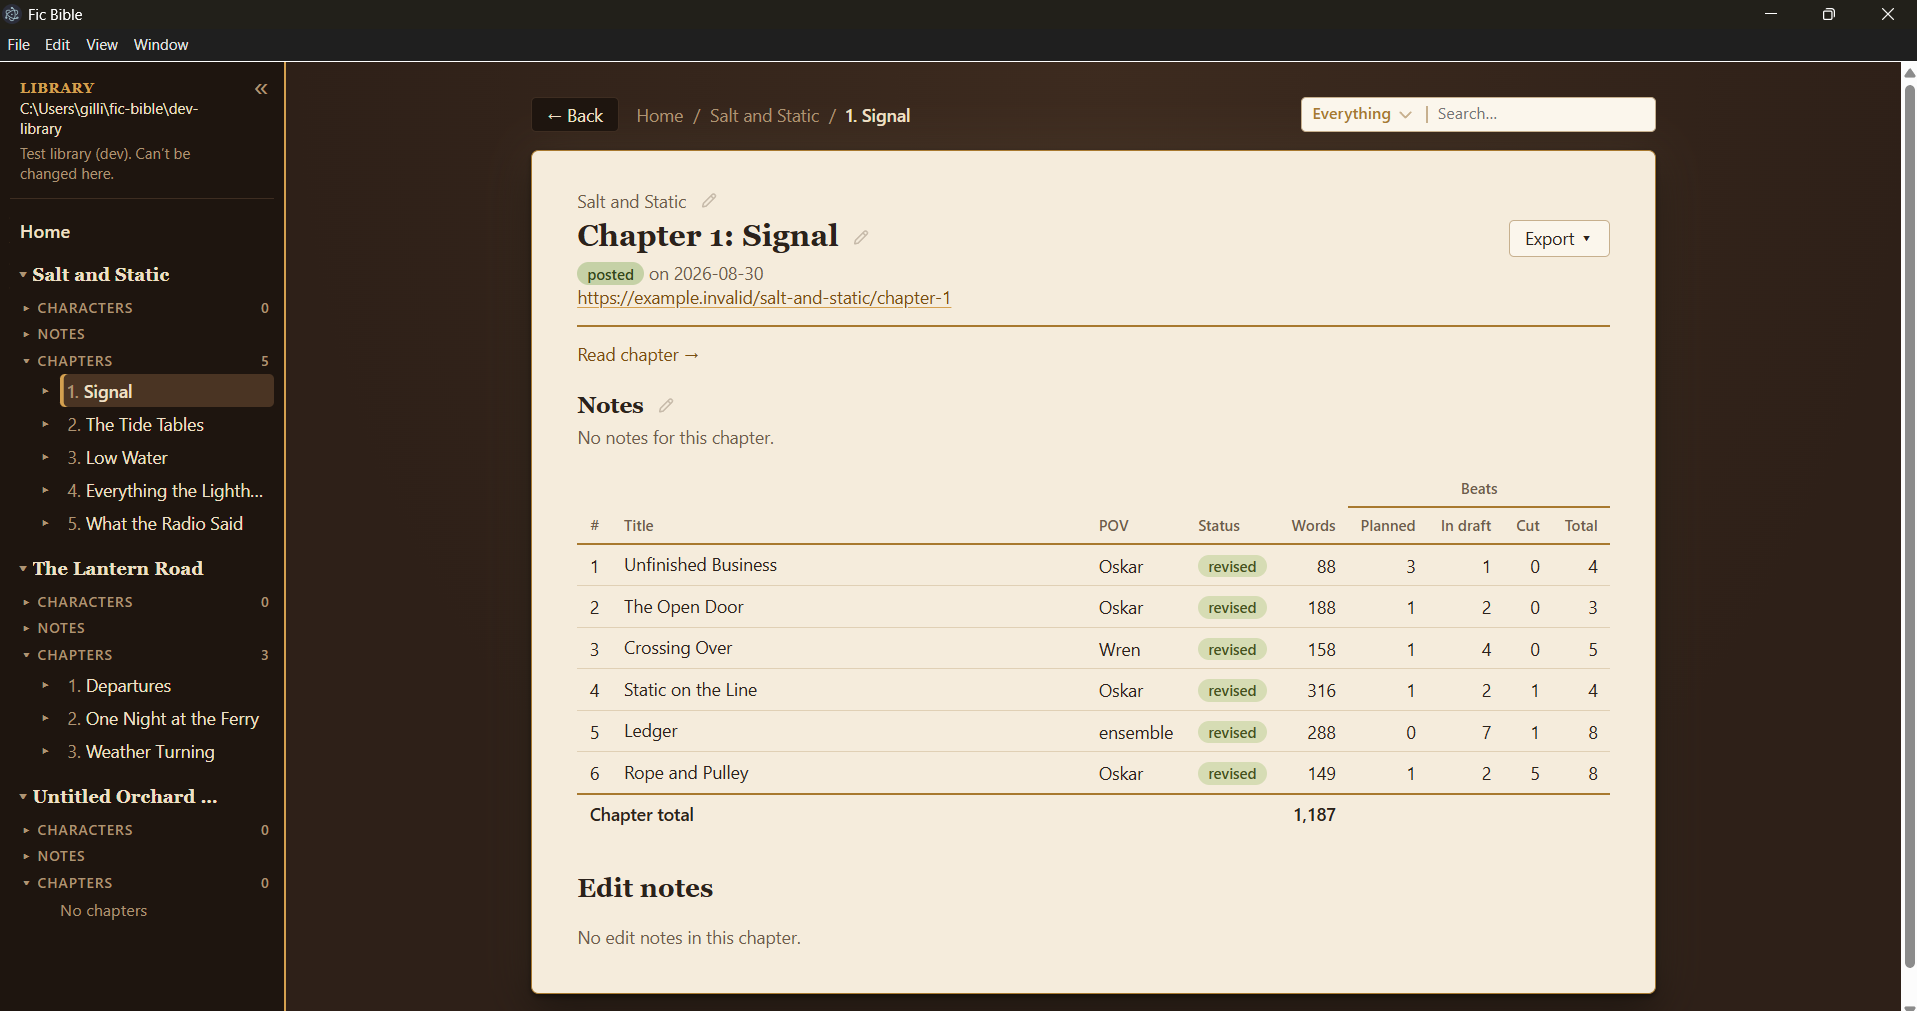 Fic Bible
File Edit View Window
LIBRARY «
C:\Users\gilli\fic-bible\dev-
library
Test library (dev). Can't be
changed here.
Home
Salt and Static
CHARACTERS 0
NOTES
CHAPTERS 5
1. Signal
2. The Tide Tables
3. Low Water
4. Everything the Lighth...
5. What the Radio Said
The Lantern Road
CHARACTERS 0
NOTES
CHAPTERS 3
1. Departures
2. One Night at the Ferry
3. Weather Turning
Untitled Orchard ...
CHARACTERS 0
NOTES
CHAPTERS 0
No chapters
← Back Home / Salt and Static / 1. Signal
Everything | Search...
Salt and Static
Chapter 1: Signal
Export ▾
posted on 2026-08-30
https://example.invalid/salt-and-static/chapter-1
Read chapter →
Notes
No notes for this chapter.
Beats
# Title POV Status Words Planned In draft Cut Total
1 Unfinished Business Oskar revised 88 3 1 0 4
2 The Open Door Oskar revised 188 1 2 0 3
3 Crossing Over Wren revised 158 1 4 0 5
4 Static on the Line Oskar revised 316 1 2 1 4
5 Ledger ensemble revised 288 0 7 1 8
6 Rope and Pulley Oskar revised 149 1 2 5 8
Chapter total 1,187
Edit notes
No edit notes in this chapter.